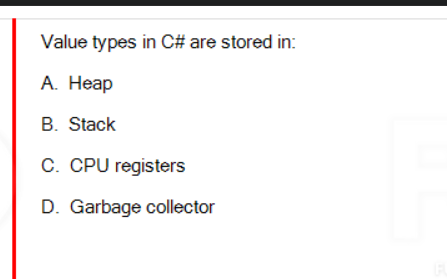 Value types in C# are stored in:
A. Heap
B. Stack
C. CPU registers
D. Garbage collector